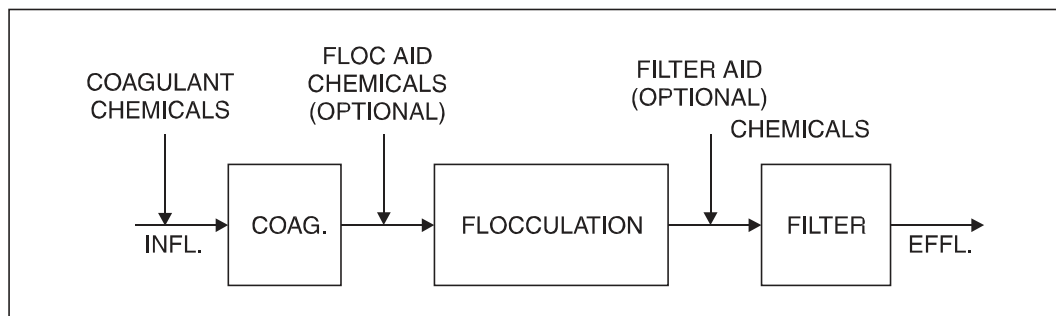 COAGULANT
CHEMICALS
FLOC AID
CHEMICALS
(OPTIONAL)
FILTER AID
(OPTIONAL)
CHEMICALS
INFL.
COAG.
FLOCCULATION
FILTER
EFFL.